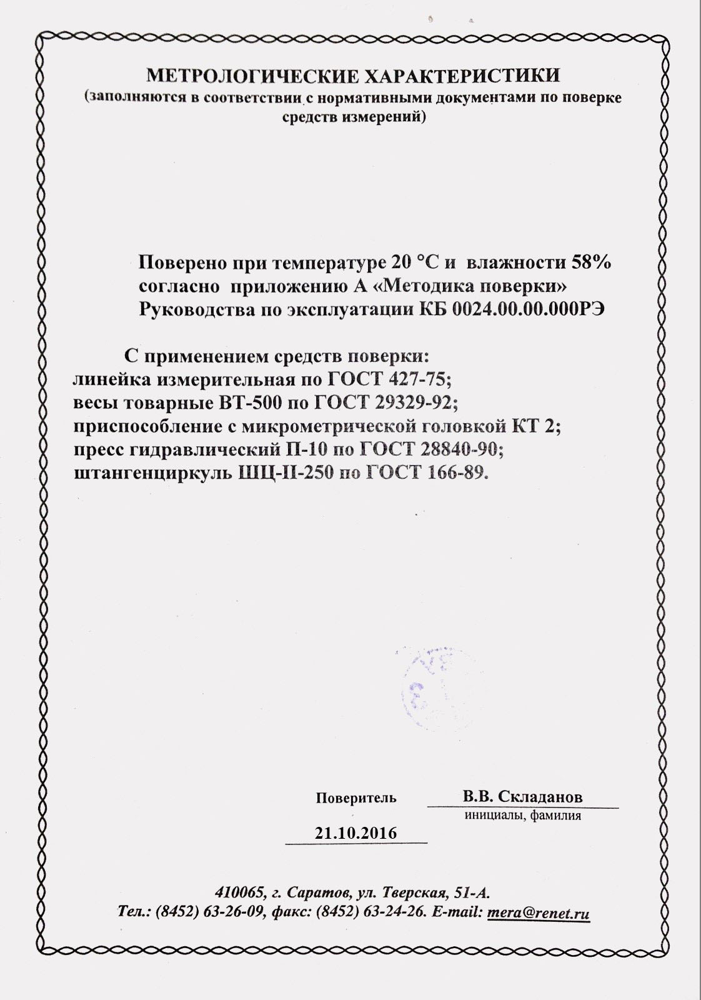 МЕТРОЛОГИЧЕСКИЕ ХАРАКТЕРИСТИКИ
(заполняются в соответствии с нормативными документами по поверке
средств измерений)
Поверено при температуре 20 °С и влажности 58%
согласно приложению А «Методика поверки»
Руководства по эксплуатации КБ 0024.00.00.000РЭ
С применением средств поверки:
линейка измерительная по ГОСТ 427-75;
весы товарные ВТ-500 по ГОСТ 29329-92;
приспособление с микрометрической головкой КТ 2;
пресс гидравлический П-10 по ГОСТ 28840-90;
штангенциркуль ШЦ-II-250 по ГОСТ 166-89.
Поверитель В.В. Складанов
инициалы, фамилия
21.10.2016
410065, г. Саратов, ул. Тверская, 51-А.
Тел.: (8452) 63-26-09, факс: (8452) 63-24-26. E-mail: mera@renet.ru